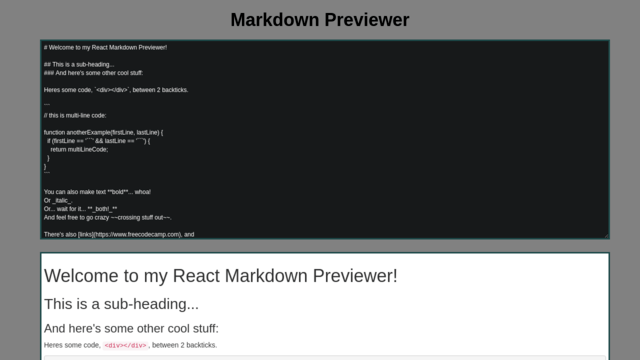 Markdown Previewer
# Welcome to my React Markdown Previewer!
## This is a sub-heading...
### And here's some other cool stuff:
Heres some code, `<div></div>`, between 2 backticks.
```
// this is multi-line code:
function anotherExample(firstLine, lastLine) {
if (firstLine == '```' && lastLine == '```') {
return multiLineCode;
}
}
```
You can also make text **bold**... whoa!
Or _italic_.
Or... wait for it... **_both!_**
And feel free to go crazy ~~crossing stuff out~~.
There's also [links](https://www.freecodecamp.com), and
Welcome to my React Markdown Previewer!
This is a sub-heading...
And here's some other cool stuff:
Heres some code, <div></div>, between 2 backticks.